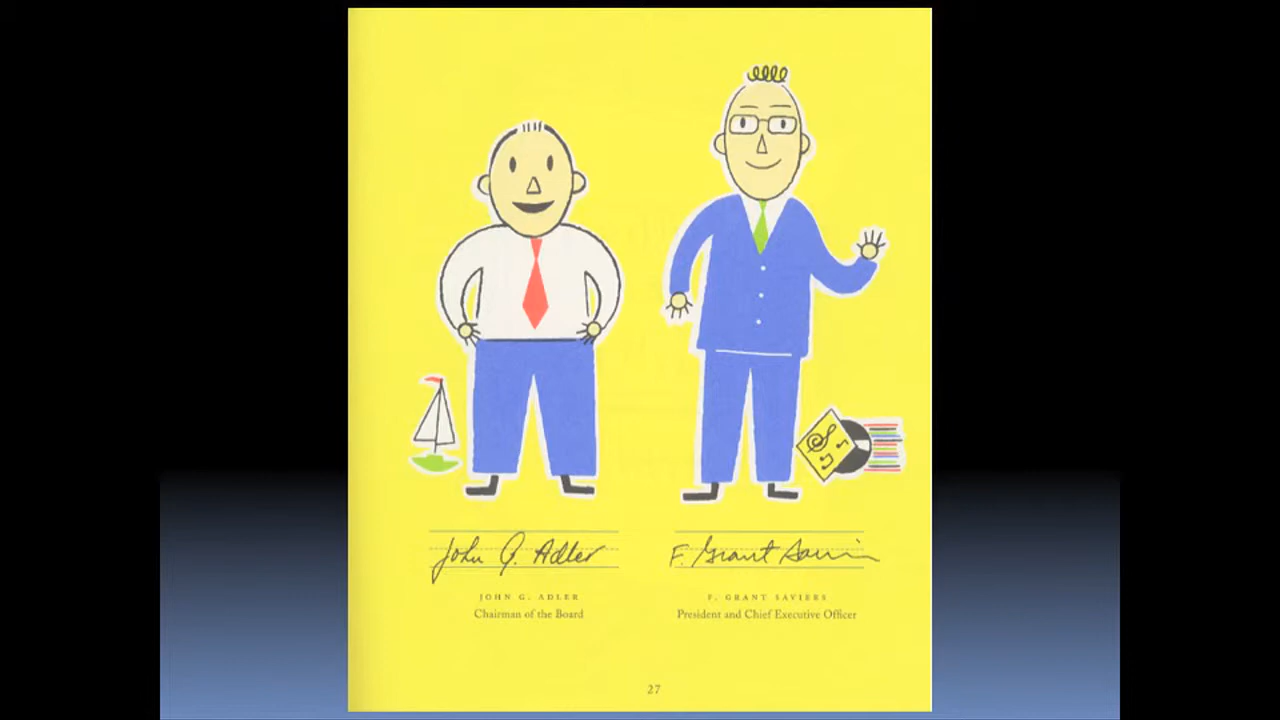 John G. Adler
JOHN G. ADLER
Chairman of the Board
F. Grant Saviers
F. GRANT SAVIERS
President and Chief Executive Officer
27